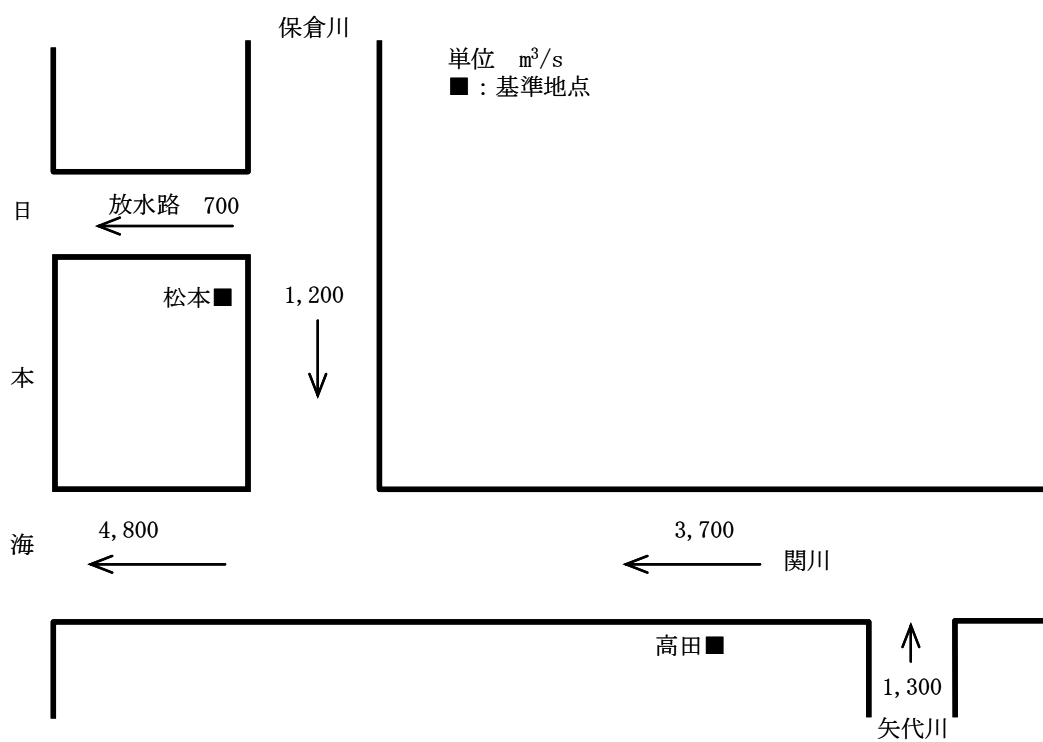 保倉川
単位　m³/s
■：基準地点
放水路　700
日
松本■
1,200
本
海
4,800
3,700
関川
高田■
1,300
矢代川